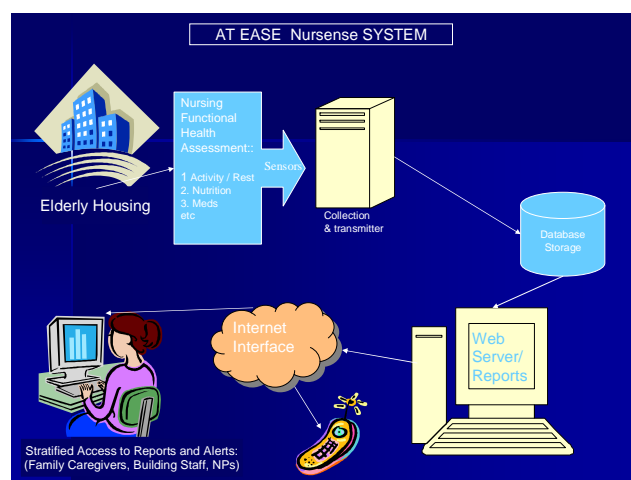 AT EASE  Nursense SYSTEM
Nursing
Functional
Health
Assessment::
1 Activity / Rest
2. Nutrition
3. Meds
etc
Sensors
Elderly Housing
Collection
& transmitter
Database
Storage
Internet
Interface
Web
Server/
Reports
Stratified Access to Reports and Alerts:
(Family Caregivers, Building Staff, NPs)